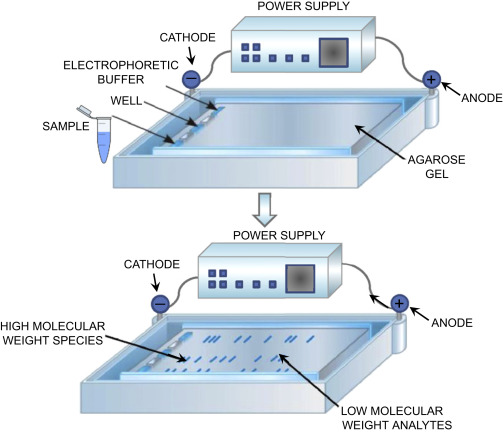 POWER SUPPLY
CATHODE
−
+
ELECTROPHORETIC
BUFFER
WELL
ANODE
SAMPLE
AGAROSE
GEL
POWER SUPPLY
CATHODE
−
+
ANODE
HIGH MOLECULAR
WEIGHT SPECIES
LOW MOLECULAR
WEIGHT ANALYTES